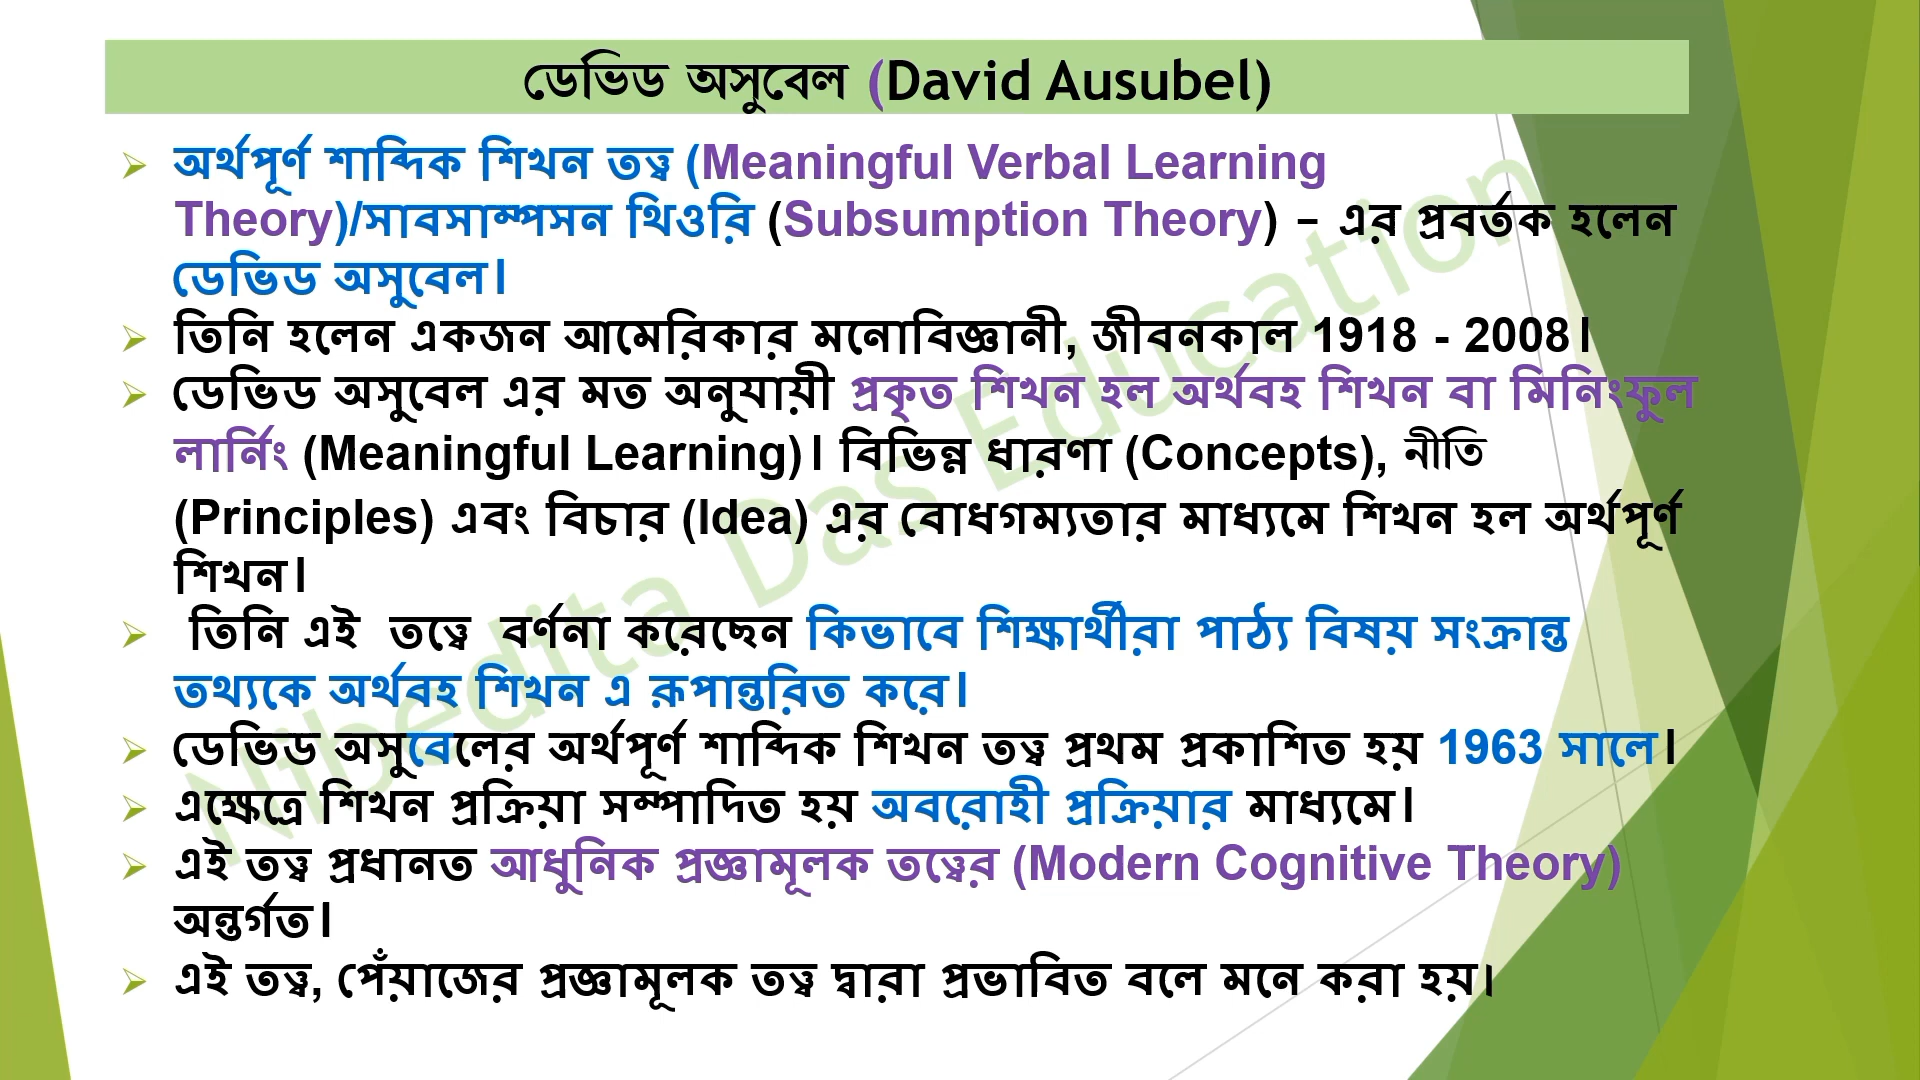 ডেভিড অসুবেল (David Ausubel)
➢ অর্থপূর্ণ শাব্দিক শিখন তত্ত্ব (Meaningful Verbal Learning
Theory)/সাবসাম্পসন থিওরি (Subsumption Theory) – এর প্রবর্তক হলেন
ডেভিড অসুবেল।
➢ তিনি হলেন একজন আমেরিকার মনোবিজ্ঞানী, জীবনকাল 1918 - 2008।
➢ ডেভিড অসুবেল এর মত অনুযায়ী প্রকৃত শিখন হল অর্থবহ শিখন বা মিনিংফুল
লার্নিং (Meaningful Learning)। বিভিন্ন ধারণা (Concepts), নীতি
(Principles) এবং বিচার (Idea) এর বোধগম্যতার মাধ্যমে শিখন হল অর্থপূর্ণ
শিখন।
➢ তিনি এই তত্ত্বে বর্ণনা করেছেন কিভাবে শিক্ষার্থীরা পাঠ্য বিষয় সংক্রান্ত
তথ্যকে অর্থবহ শিখন এ রূপান্তরিত করে।
➢ ডেভিড অসুবেলের অর্থপূর্ণ শাব্দিক শিখন তত্ত্ব প্রথম প্রকাশিত হয় 1963 সালে।
➢ এক্ষেত্রে শিখন প্রক্রিয়া সম্পাদিত হয় অবরোহী প্রক্রিয়ার মাধ্যমে।
➢ এই তত্ত্ব প্রধানত আধুনিক প্রজ্ঞামূলক তত্ত্বের (Modern Cognitive Theory)
অন্তর্গত।
➢ এই তত্ত্ব, পেঁয়াজের প্রজ্ঞামূলক তত্ত্ব দ্বারা প্রভাবিত বলে মনে করা হয়।
Nibedita Das Education